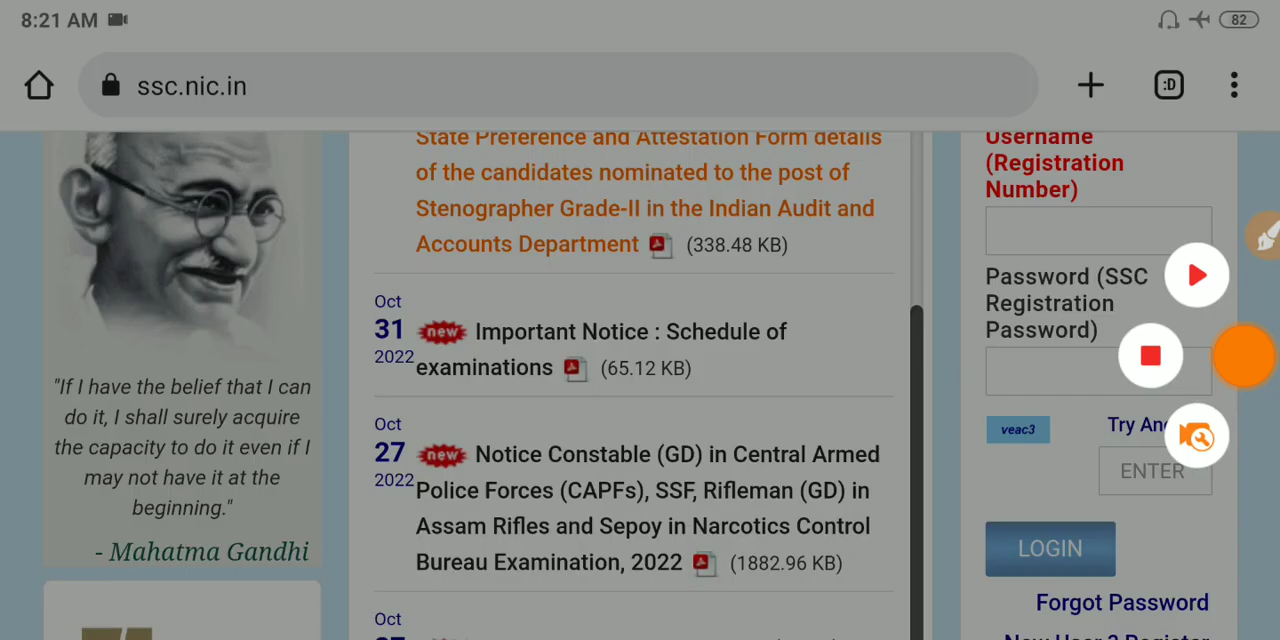 8:21 AM
82
ssc.nic.in
:D
State Preference and Attestation Form details
of the candidates nominated to the post of
Stenographer Grade-II in the Indian Audit and
Accounts Department (338.48 KB)
Oct
31
2022
new Important Notice : Schedule of
examinations (65.12 KB)
Oct
27
2022
new Notice Constable (GD) in Central Armed
Police Forces (CAPFs), SSF, Rifleman (GD) in
Assam Rifles and Sepoy in Narcotics Control
Bureau Examination, 2022 (1882.96 KB)
Oct
"If I have the belief that I can
do it, I shall surely acquire
the capacity to do it even if I
may not have it at the
beginning."
- Mahatma Gandhi
Username
(Registration
Number)
Password (SSC
Registration
Password)
veac3
Try
ENTER
LOGIN
Forgot Password
New User ? Register